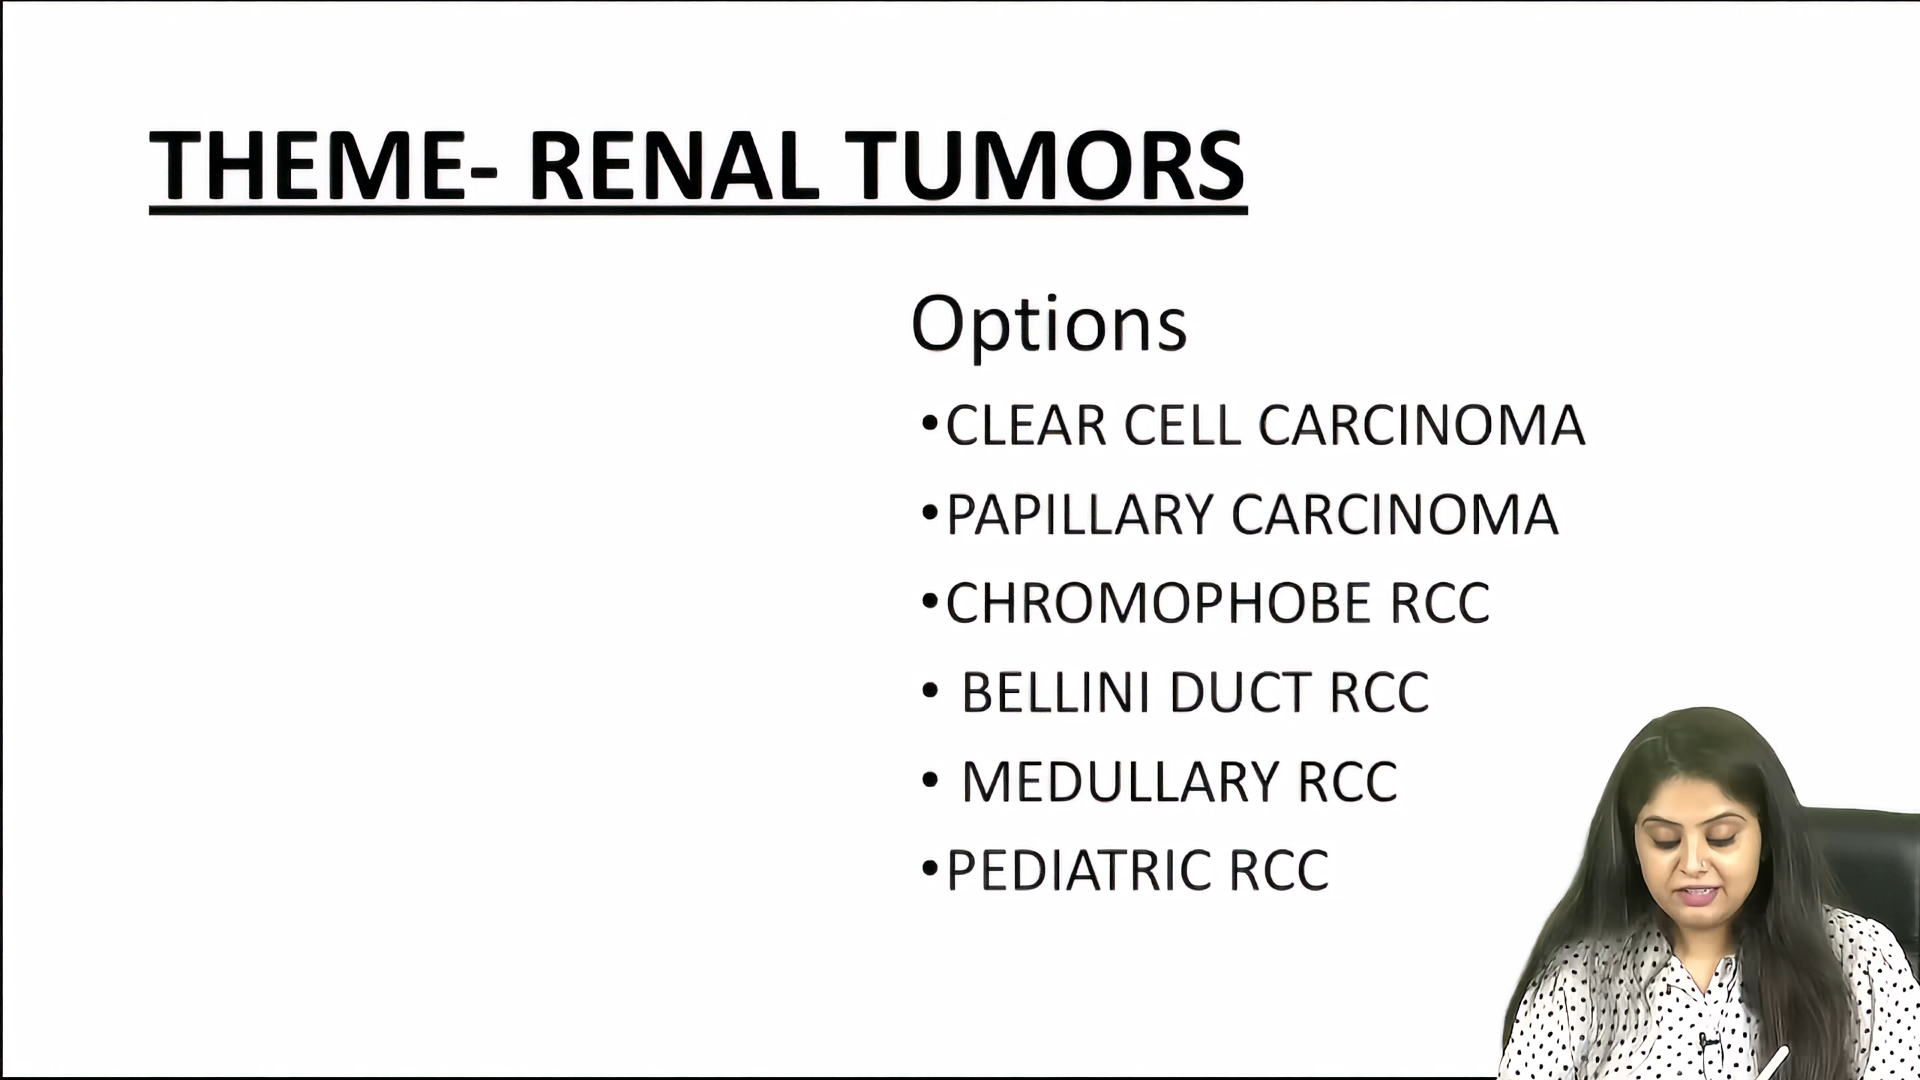 THEME- RENAL TUMORS
Options
•CLEAR CELL CARCINOMA
•PAPILLARY CARCINOMA
•CHROMOPHOBE RCC
• BELLINI DUCT RCC
• MEDULLARY RCC
•PEDIATRIC RCC